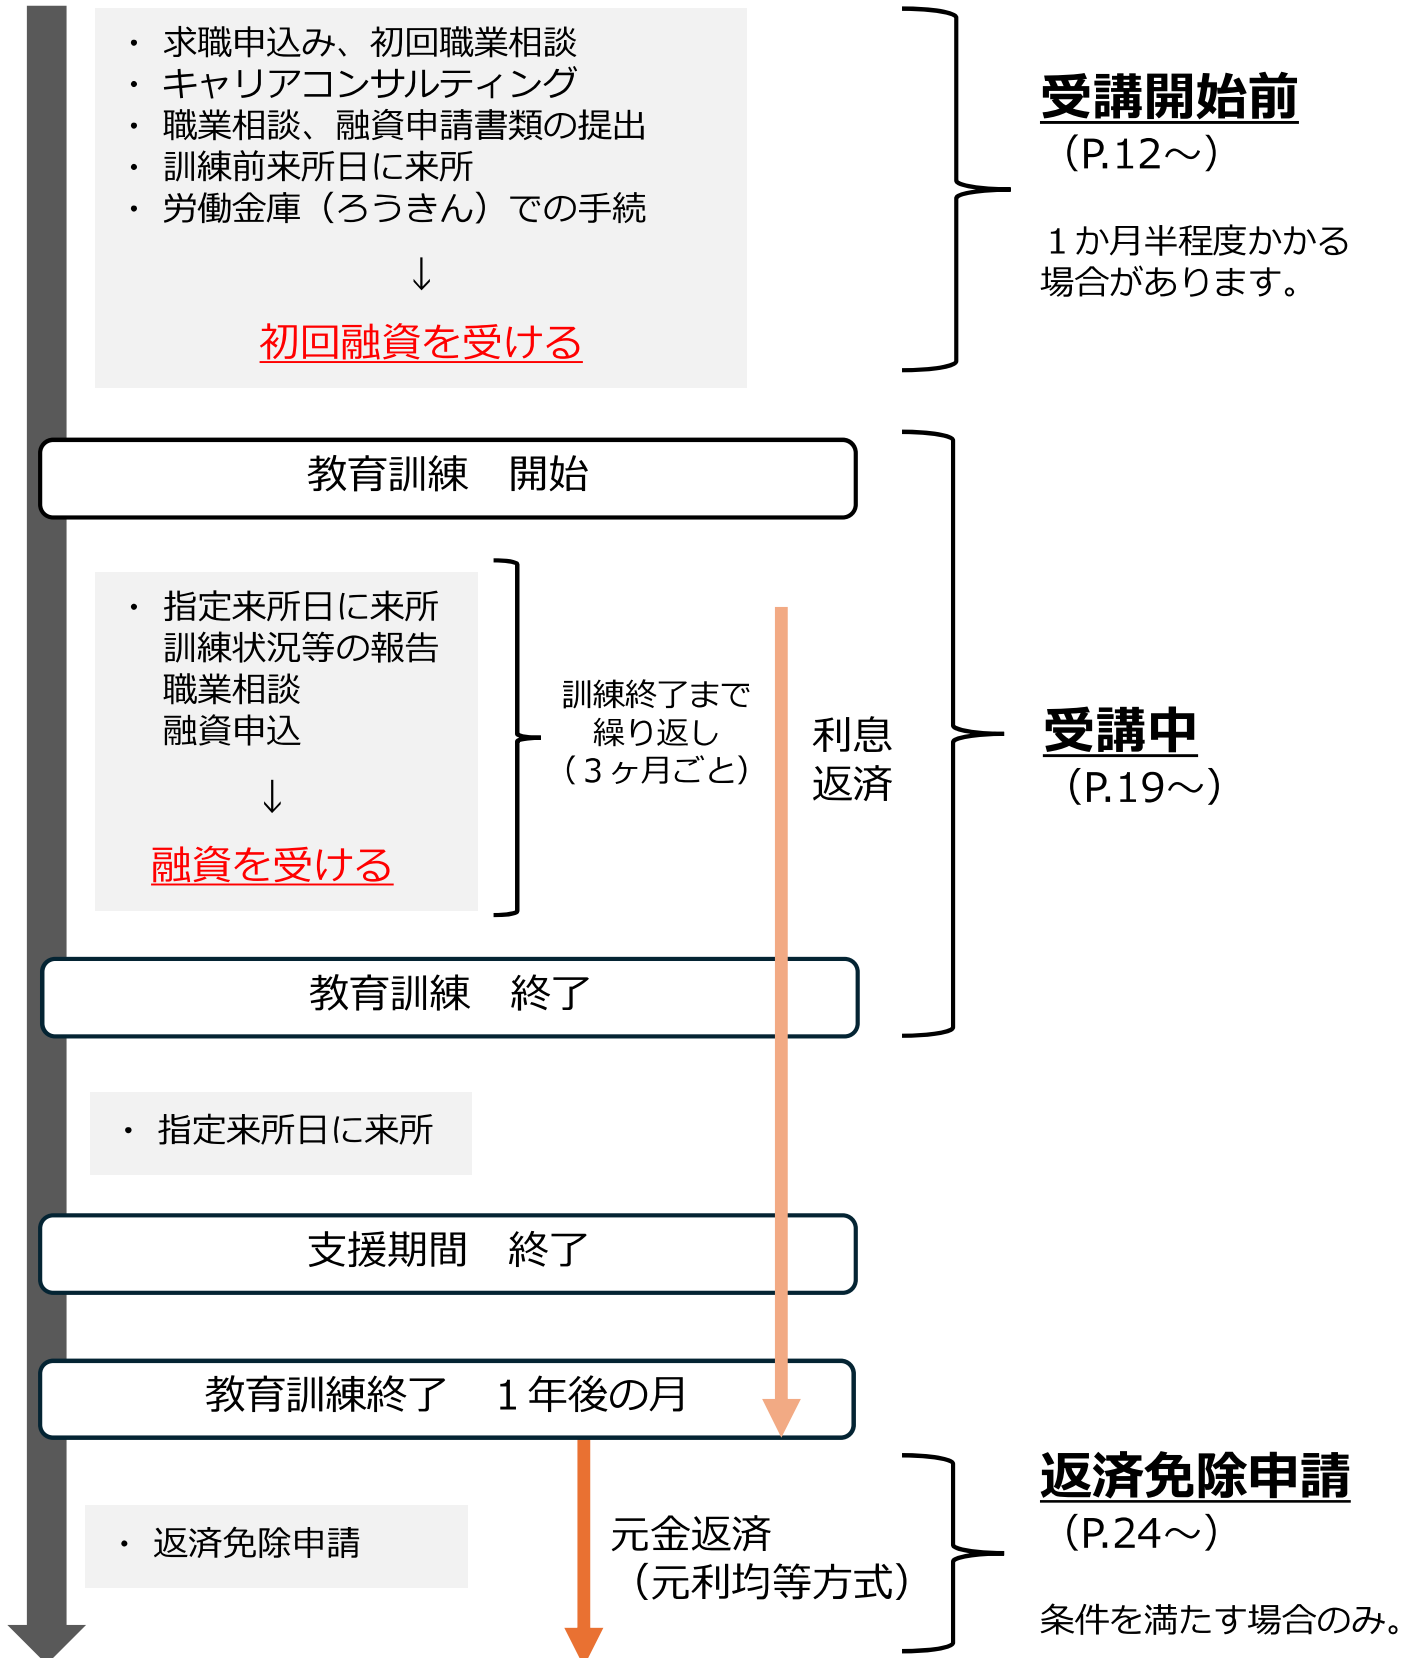 ・ 求職申込み、初回職業相談
・ キャリアコンサルティング
・ 職業相談、融資申請書類の提出
・ 訓練前来所日に来所
・ 労働金庫（ろうきん）での手続
↓
初回融資を受ける
受講開始前
（P.12～）
１か月半程度かかる
場合があります。
教育訓練　開始
・ 指定来所日に来所
訓練状況等の報告
職業相談
融資申込
↓
融資を受ける
訓練終了まで
繰り返し
（３ヶ月ごと）
利息
返済
受講中
（P.19～）
教育訓練　終了
・ 指定来所日に来所
支援期間　終了
教育訓練終了　１年後の月
・ 返済免除申請
元金返済
（元利均等方式）
返済免除申請
（P.24～）
条件を満たす場合のみ。